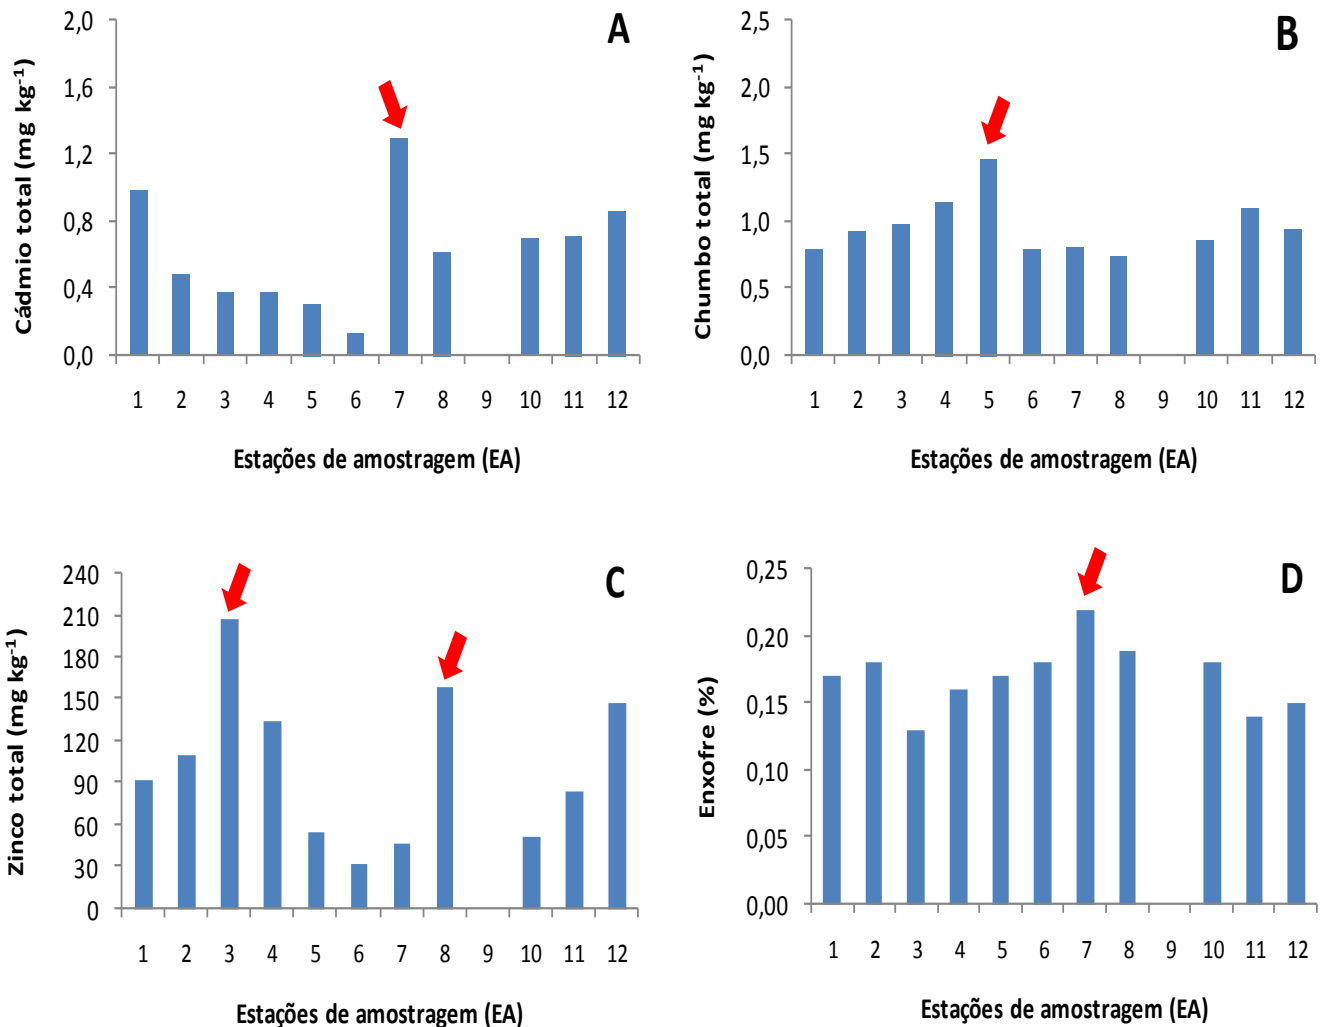 A
Cádmio total (mg kg⁻¹)
2,0
1,6
1,2
0,8
0,4
0,0
1 2 3 4 5 6 7 8 9 10 11 12
Estações de amostragem (EA)
B
Chumbo total (mg kg⁻¹)
2,5
2,0
1,5
1,0
0,5
0,0
1 2 3 4 5 6 7 8 9 10 11 12
Estações de amostragem (EA)
C
Zinco total (mg kg⁻¹)
240
210
180
150
120
90
60
30
0
1 2 3 4 5 6 7 8 9 10 11 12
Estações de amostragem (EA)
D
Enxofre (%)
0,25
0,20
0,15
0,10
0,05
0,00
1 2 3 4 5 6 7 8 9 10 11 12
Estações de amostragem (EA)